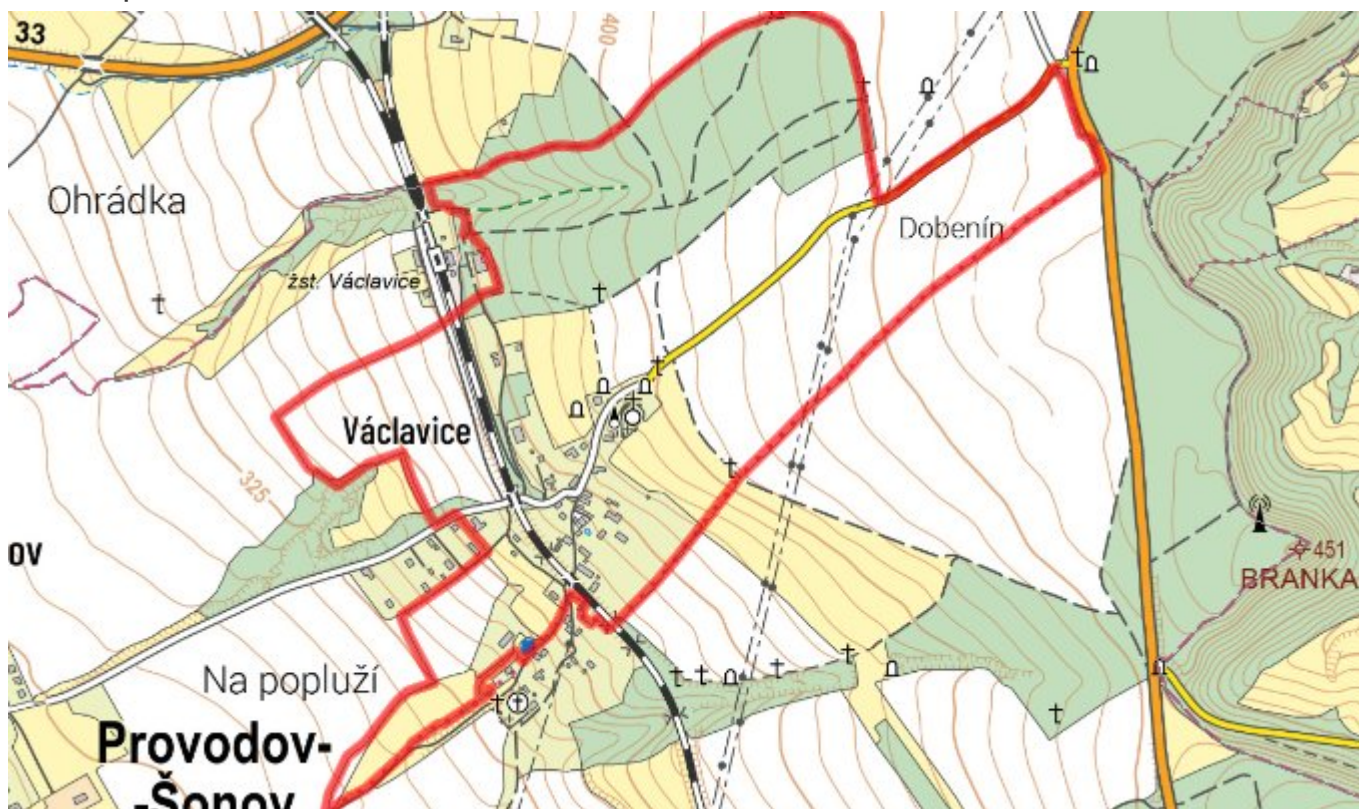 33
400
Ohrádka
žst. Václavice
Dobenín
Václavice
325
OV
451
BRANKA
Na popluží
Provodov-
-Šonov